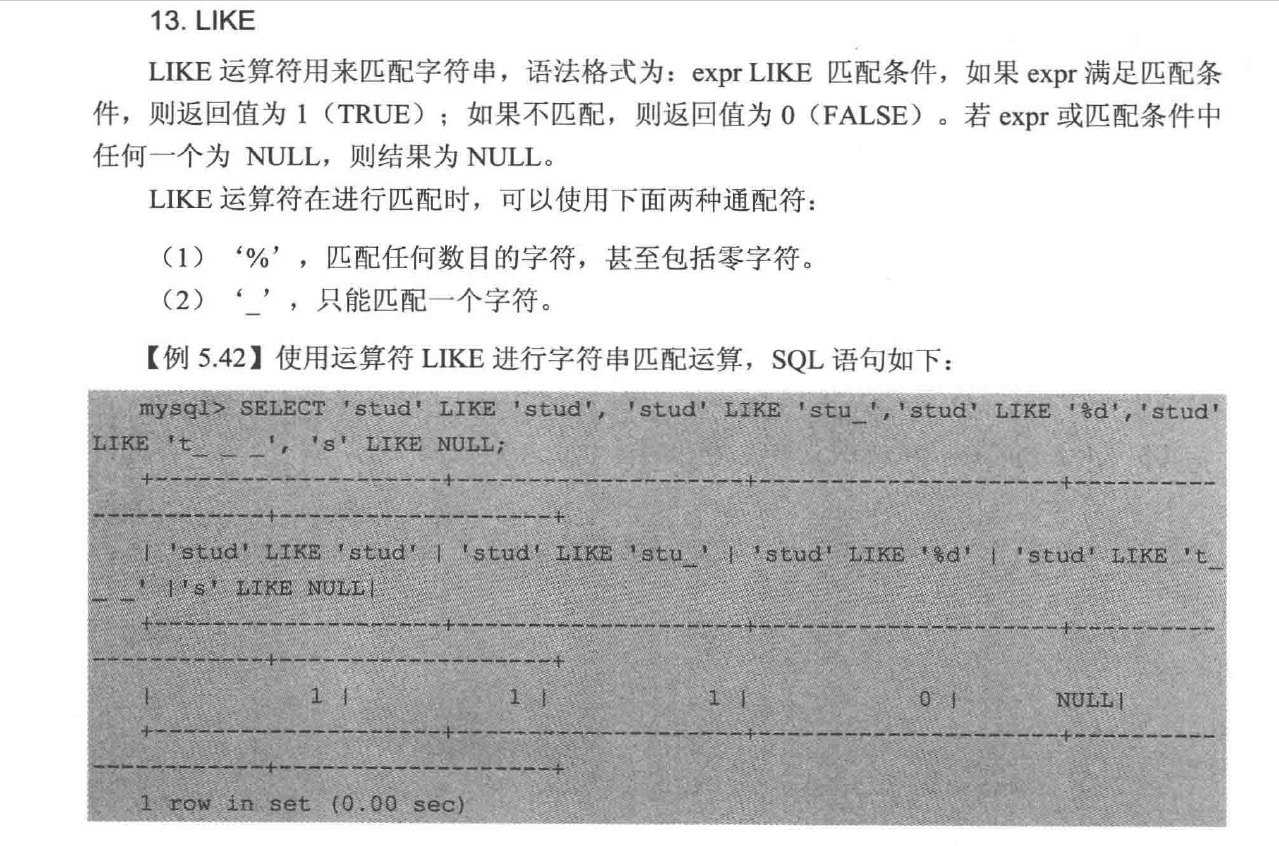 13. LIKE
LIKE 运算符用来匹配字符串，语法格式为：expr LIKE 匹配条件，如果 expr 满足匹配条
件，则返回值为 1（TRUE）；如果不匹配，则返回值为 0（FALSE）。若 expr 或匹配条件中
任何一个为 NULL，则结果为 NULL。
LIKE 运算符在进行匹配时，可以使用下面两种通配符：
（1） ‘%’，匹配任何数目的字符，甚至包括零字符。
（2） ‘_’，只能匹配一个字符。
【例 5.42】使用运算符 LIKE 进行字符串匹配运算，SQL 语句如下：
mysql> SELECT 'stud' LIKE 'stud', 'stud' LIKE 'stu_','stud' LIKE '%d','stud'
LIKE 't_ _ _', 's' LIKE NULL;
+--------------------+--------------------+---------------------+----------
------------+-------------------+
| 'stud' LIKE 'stud' | 'stud' LIKE 'stu_' | 'stud' LIKE '%d' | 'stud' LIKE 't_
_ _' |'s' LIKE NULL|
+--------------------+--------------------+---------------------+----------
------------+-------------------+
| 1 | 1 | 1 | 0 | NULL|
+--------------------+--------------------+---------------------+----------
------------+-------------------+
1 row in set (0.00 sec)